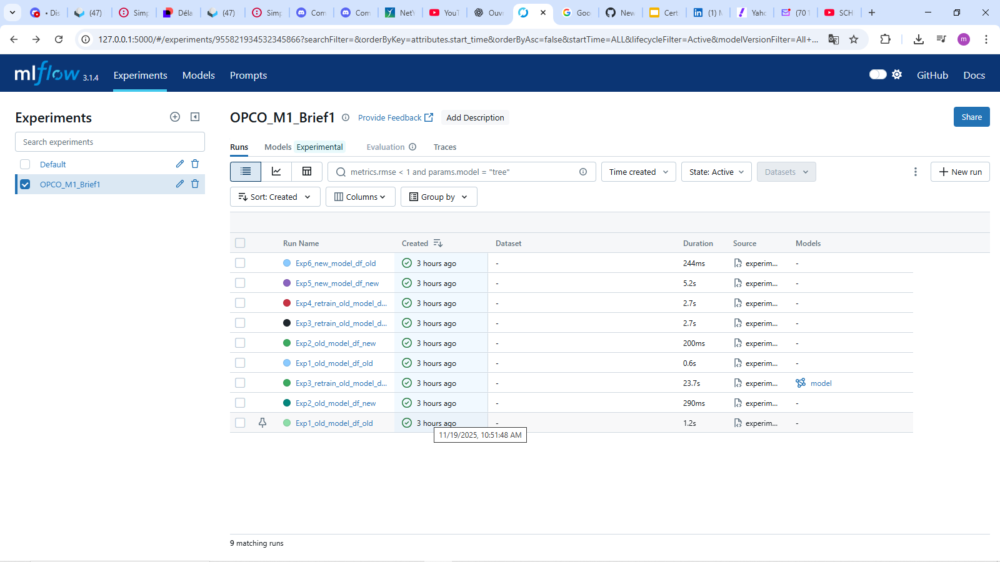 • Dis
(47)
Simp
Déla
(47)
Simp
Com
Com
NetY
YouT
Ouvr
Goo
New
Cert
(1) M
Yaho
(70 1
SCH
127.0.0.1:5000/#/experiments/955821934532345866?searchFilter=&orderByKey=attributes.start_time&orderByAsc=false&startTime=ALL&lifecycleFilter=Active&modelVersionFilter=All+...
m
mlflow 3.1.4
Experiments
Models
Prompts
GitHub
Docs
Experiments
Search experiments
Default
OPCO_M1_Brief1
OPCO_M1_Brief1
Provide Feedback
Add Description
Share
Runs
Models Experimental
Evaluation
Traces
metrics.rmse < 1 and params.model = "tree"
Time created
State: Active
Datasets
New run
Sort: Created
Columns
Group by
Run Name Created Dataset Duration Source Models
Exp6_new_model_df_old 3 hours ago - 244ms experim... -
Exp5_new_model_df_new 3 hours ago - 5.2s experim... -
Exp4_retrain_old_model_d... 3 hours ago - 2.7s experim... -
Exp3_retrain_old_model_d... 3 hours ago - 2.7s experim... -
Exp2_old_model_df_new 3 hours ago - 200ms experim... -
Exp1_old_model_df_old 3 hours ago - 0.6s experim... -
Exp3_retrain_old_model_d... 3 hours ago - 23.7s experim... model
Exp2_old_model_df_new 3 hours ago - 290ms experim... -
Exp1_old_model_df_old 3 hours ago - 1.2s experim... -
11/19/2025, 10:51:48 AM
9 matching runs